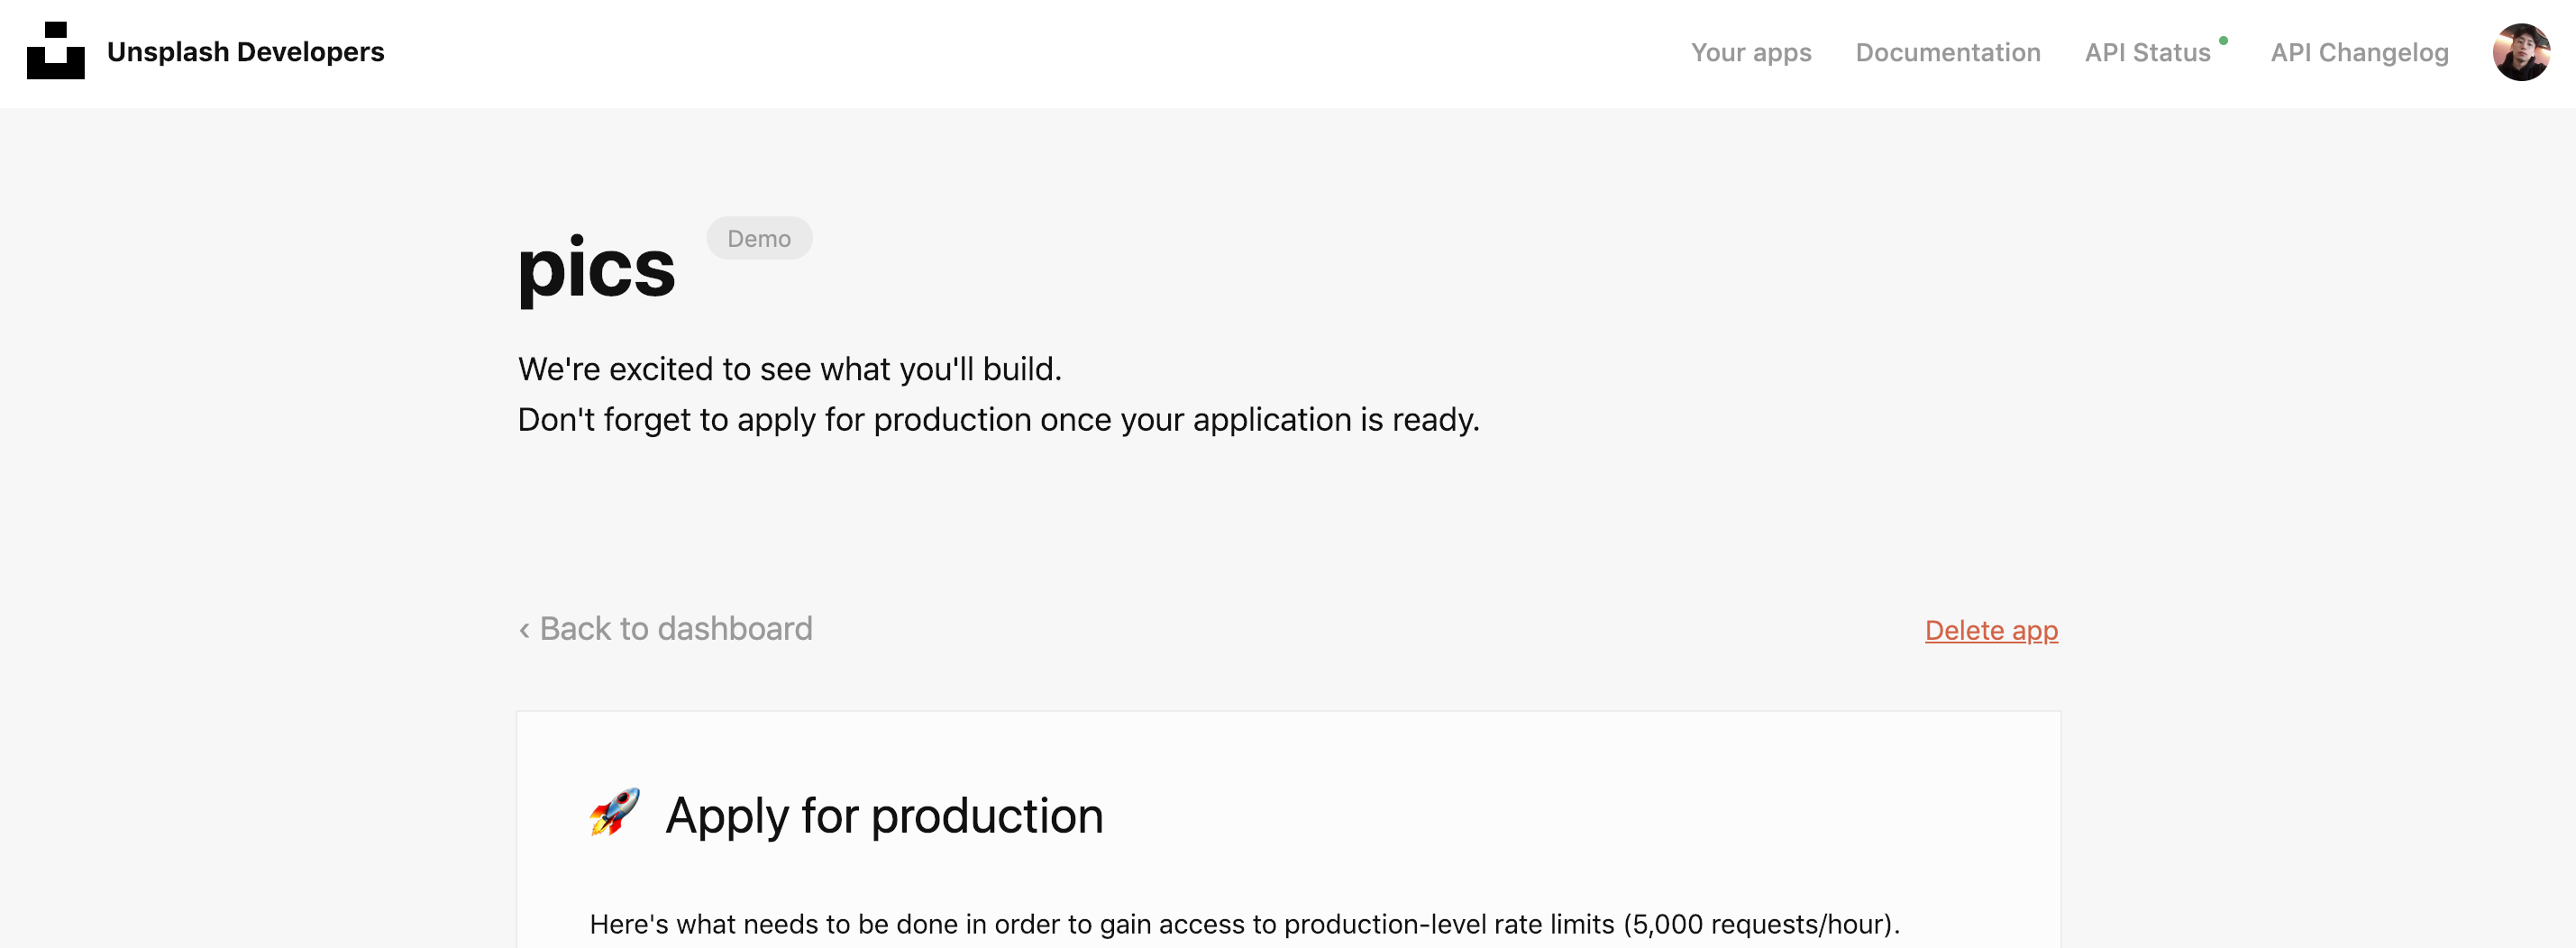 Unsplash Developers
Your apps
Documentation
API Status
API Changelog
pics
Demo
We're excited to see what you'll build.
Don't forget to apply for production once your application is ready.
‹ Back to dashboard
Delete app
🚀 Apply for production
Here's what needs to be done in order to gain access to production-level rate limits (5,000 requests/hour).